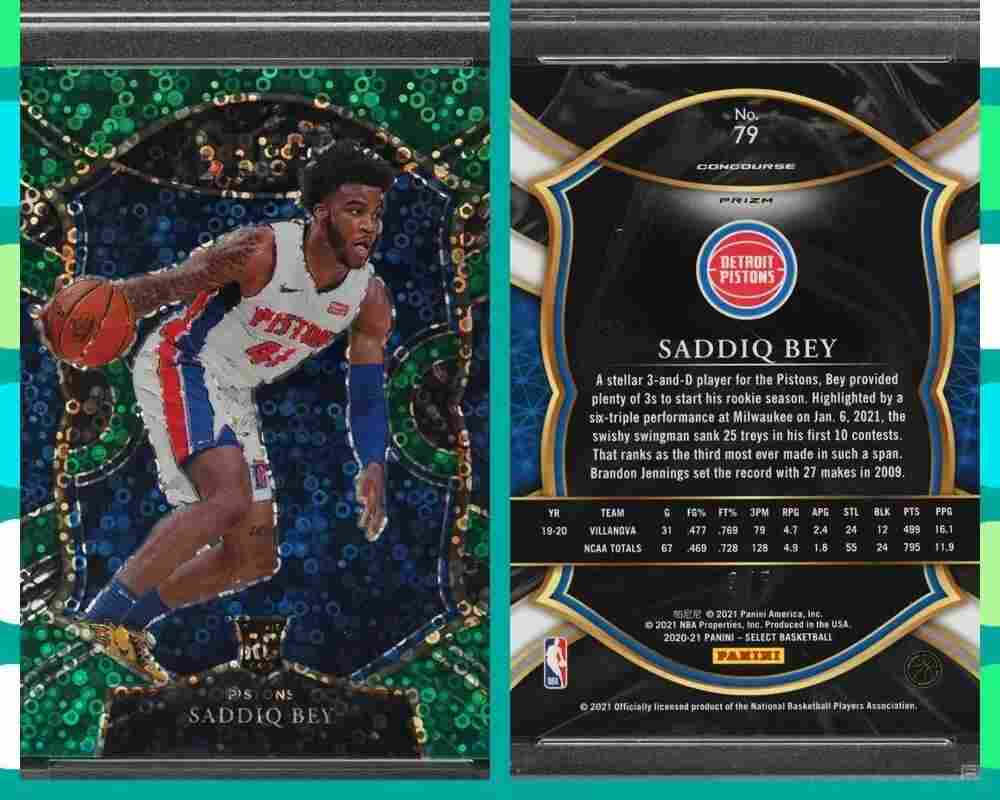 PISTONS
41
PISTONS
SADDIQ BEY
No.
79
CONCOURSE
PRIZM
DETROIT
PISTONS
SADDIQ BEY
A stellar 3-and-D player for the Pistons, Bey provided
plenty of 3s to start his rookie season. Highlighted by a
six-triple performance at Milwaukee on Jan. 6, 2021, the
swishy swingman sank 25 treys in his first 10 contests.
That ranks as the third most ever made in such a span.
Brandon Jennings set the record with 27 makes in 2009.
YR TEAM G FG% FT% 3PM RPG APG STL BLK PTS PPG
19-20 VILLANOVA 31 .477 .769 79 4.7 2.4 24 12 499 16.1
NCAA TOTALS 67 .469 .728 128 4.9 1.8 55 24 795 11.9
帕尼尼 © 2021 Panini America, Inc.
© 2021 NBA Properties, Inc. Produced in the USA.
2020-21 PANINI – SELECT BASKETBALL
PANINI
NBA
© 2021 Officially licensed product of the National Basketball Players Association.